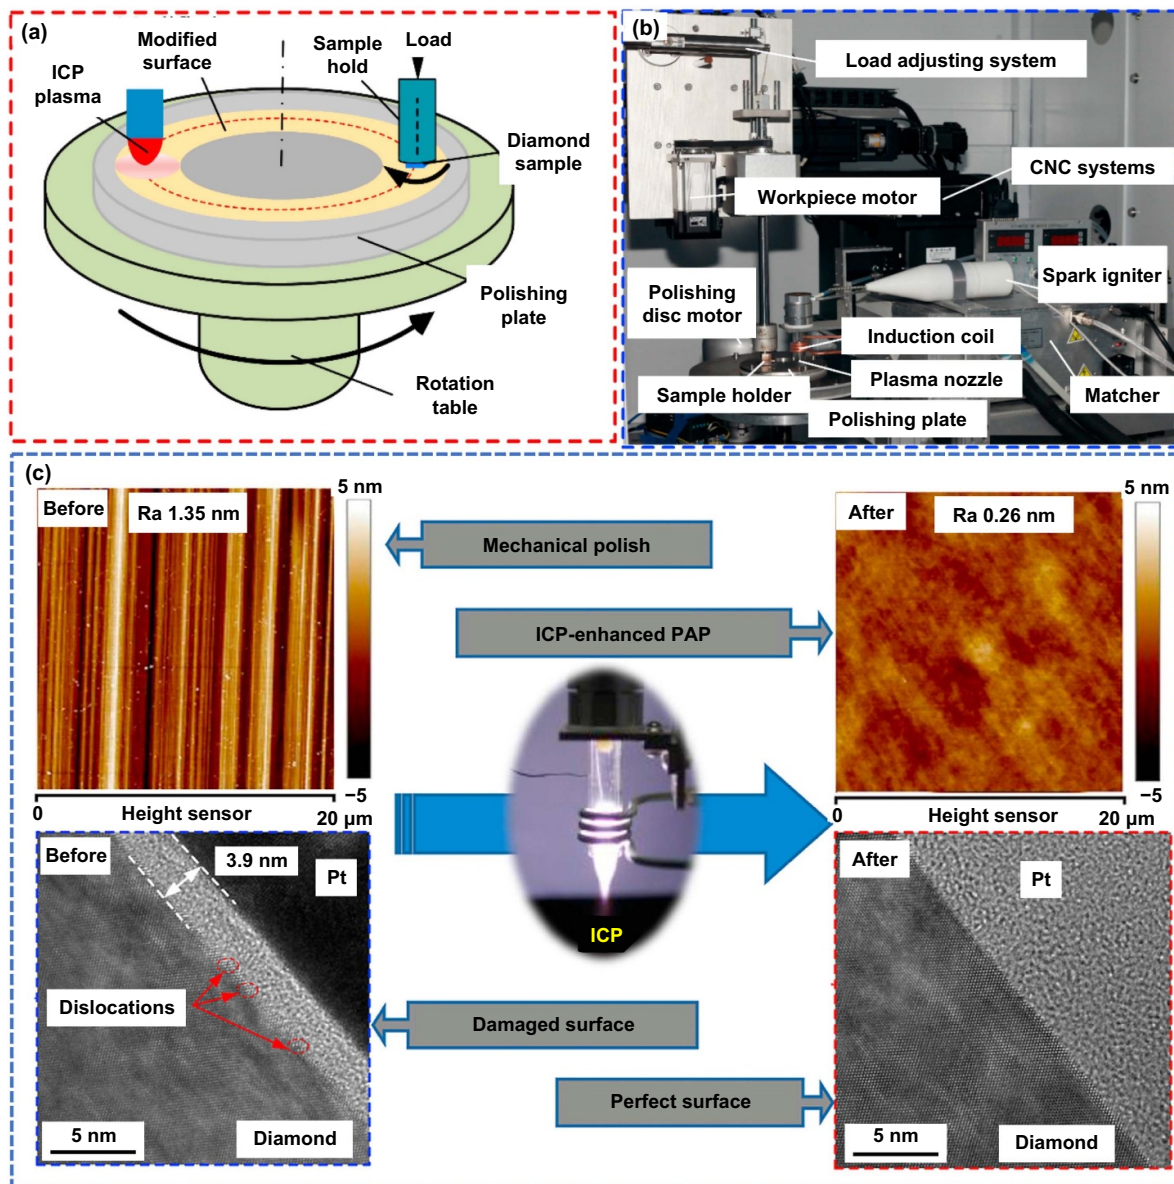 (a)
Modified
surface
Sample
hold
Load
ICP
plasma
Diamond
sample
Polishing
plate
Rotation
table
(b)
Load adjusting system
CNC systems
Workpiece motor
Spark igniter
Polishing
disc motor
Induction coil
Plasma nozzle
Sample holder
Matcher
Polishing plate
(c)
Before
Ra 1.35 nm
5 nm
−5
0
Height sensor
20 μm
Mechanical polish
ICP-enhanced PAP
After
Ra 0.26 nm
5 nm
−5
0
Height sensor
20 μm
ICP
Before
3.9 nm
Pt
Dislocations
5 nm
Diamond
Damaged surface
Perfect surface
After
Pt
5 nm
Diamond